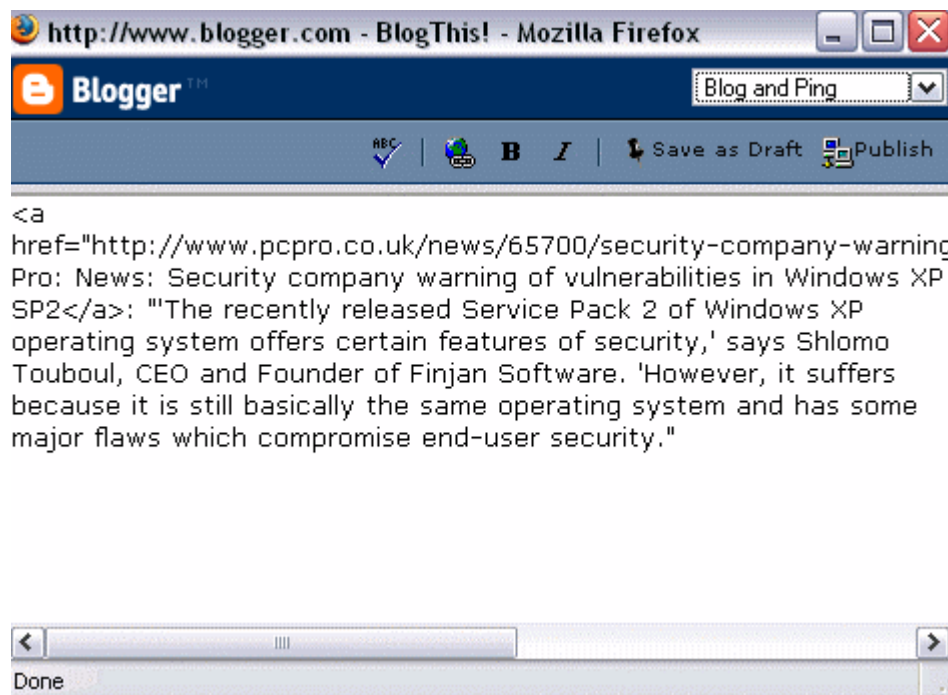 http://www.blogger.com - BlogThis! - Mozilla Firefox
Blogger™
Blog and Ping
ABC
B I
Save as Draft
Publish
<a
href="http://www.pcpro.co.uk/news/65700/security-company-warning
Pro: News: Security company warning of vulnerabilities in Windows XP
SP2</a>: "'The recently released Service Pack 2 of Windows XP
operating system offers certain features of security,' says Shlomo
Touboul, CEO and Founder of Finjan Software. 'However, it suffers
because it is still basically the same operating system and has some
major flaws which compromise end-user security."
Done